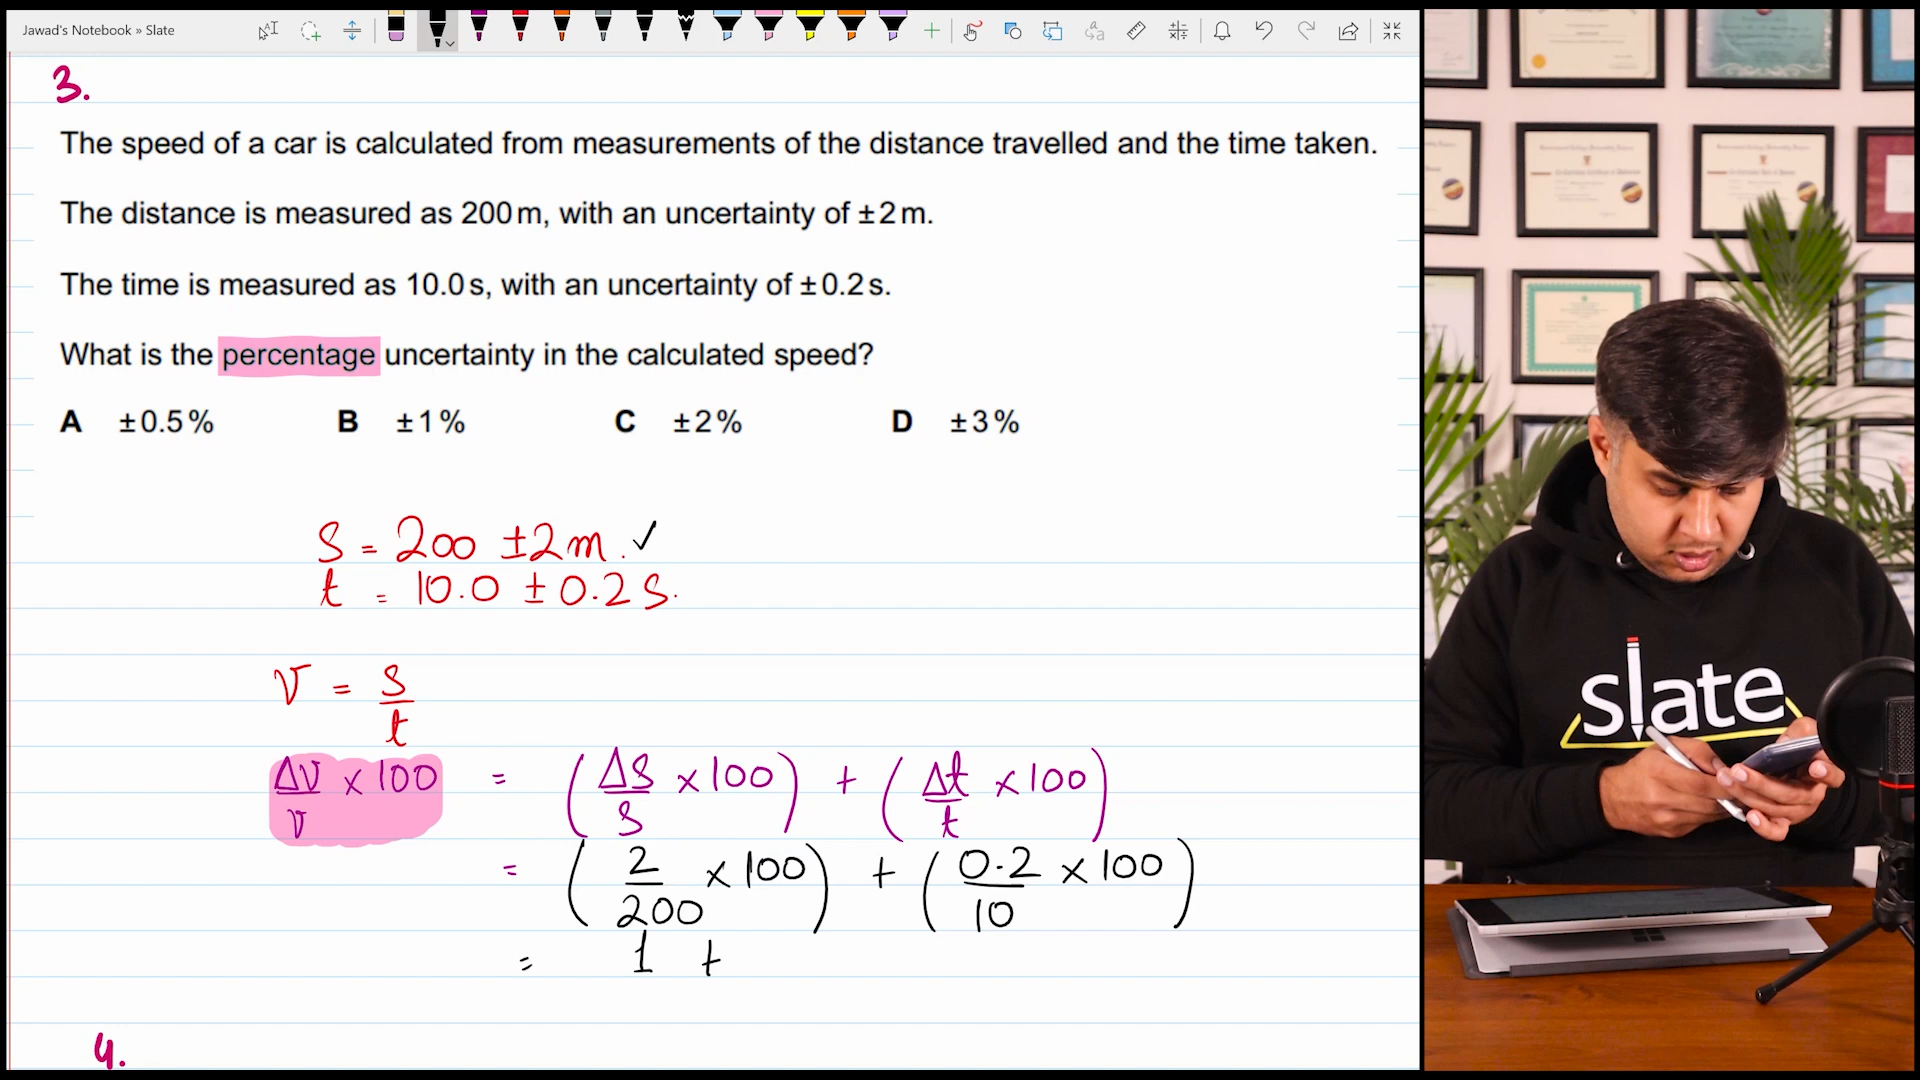 Jawad's Notebook » Slate
3.
The speed of a car is calculated from measurements of the distance travelled and the time taken.
The distance is measured as 200 m, with an uncertainty of ±2 m.
The time is measured as 10.0 s, with an uncertainty of ±0.2 s.
What is the percentage uncertainty in the calculated speed?
A ±0.5% B ±1% C ±2% D ±3%
S = 200 ±2m. ✓
t = 10.0 ±0.2 s.
v = s/t
Δv/v × 100 = (Δs/s × 100) + (Δt/t × 100)
= (2/200 × 100) + (0.2/10 × 100)
= 1 +
4.
slate